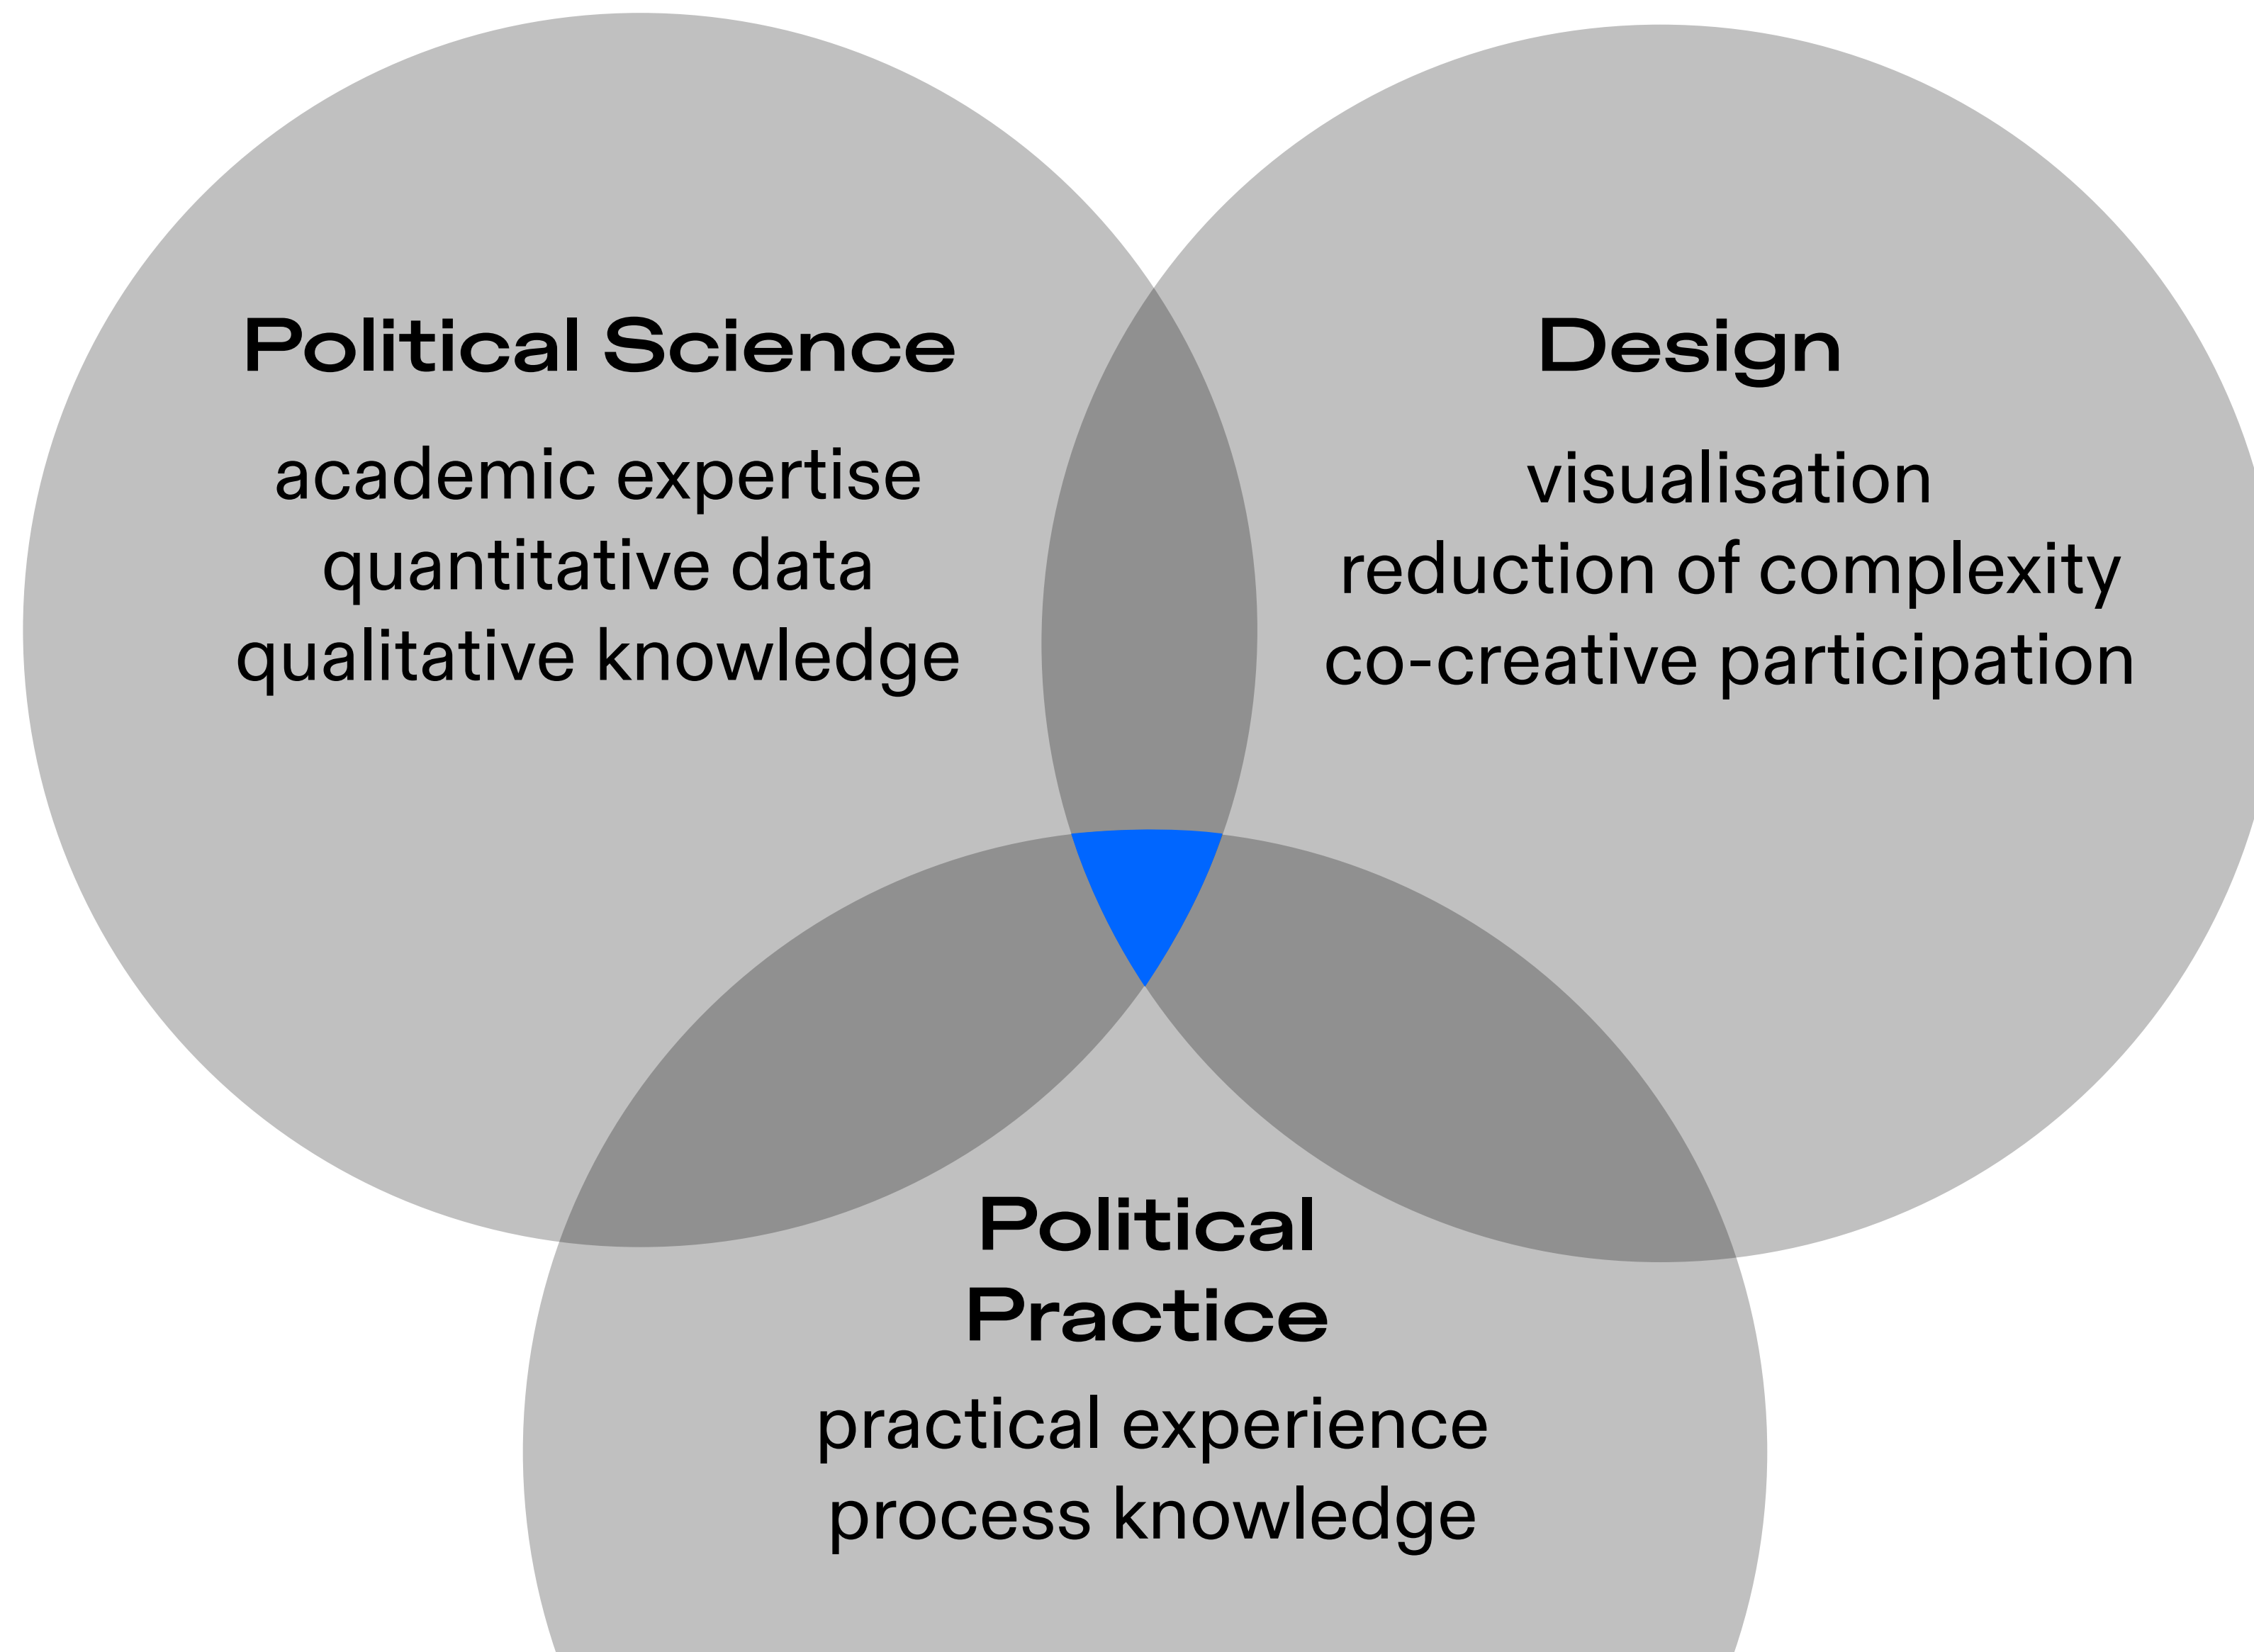 Political Science
academic expertise
quantitative data
qualitative knowledge
Design
visualisation
reduction of complexity
co-creative participation
Political
Practice
practical experience
process knowledge